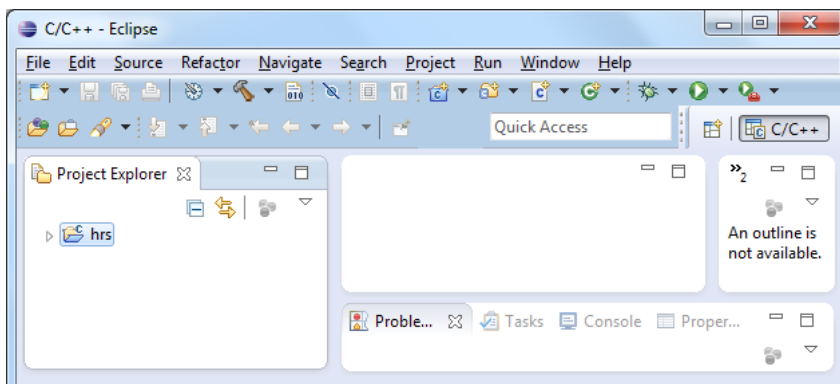 C/C++ - Eclipse
File Edit Source Refactor Navigate Search Project Run Window Help
010
Quick Access
C/C++
Project Explorer
hrs
»2
An outline is
not available.
Proble... Tasks Console Proper...